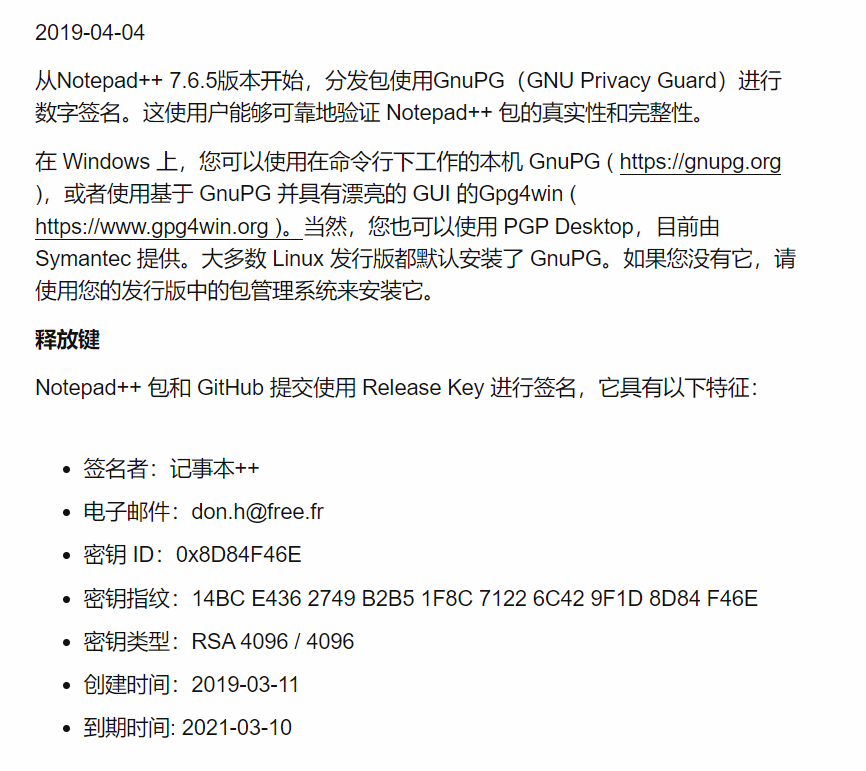 2019-04-04
从Notepad++ 7.6.5版本开始，分发包使用GnuPG（GNU Privacy Guard）进行
数字签名。这使用户能够可靠地验证 Notepad++ 包的真实性和完整性。
在 Windows 上，您可以使用在命令行下工作的本机 GnuPG ( https://gnupg.org
)，或者使用基于 GnuPG 并具有漂亮的 GUI 的Gpg4win (
https://www.gpg4win.org )。当然，您也可以使用 PGP Desktop，目前由
Symantec 提供。大多数 Linux 发行版都默认安装了 GnuPG。如果您没有它，请
使用您的发行版中的包管理系统来安装它。
释放键
Notepad++ 包和 GitHub 提交使用 Release Key 进行签名，它具有以下特征：
• 签名者：记事本++
• 电子邮件：don.h@free.fr
• 密钥 ID：0x8D84F46E
• 密钥指纹：14BC E436 2749 B2B5 1F8C 7122 6C42 9F1D 8D84 F46E
• 密钥类型：RSA 4096 / 4096
• 创建时间：2019-03-11
• 到期时间: 2021-03-10